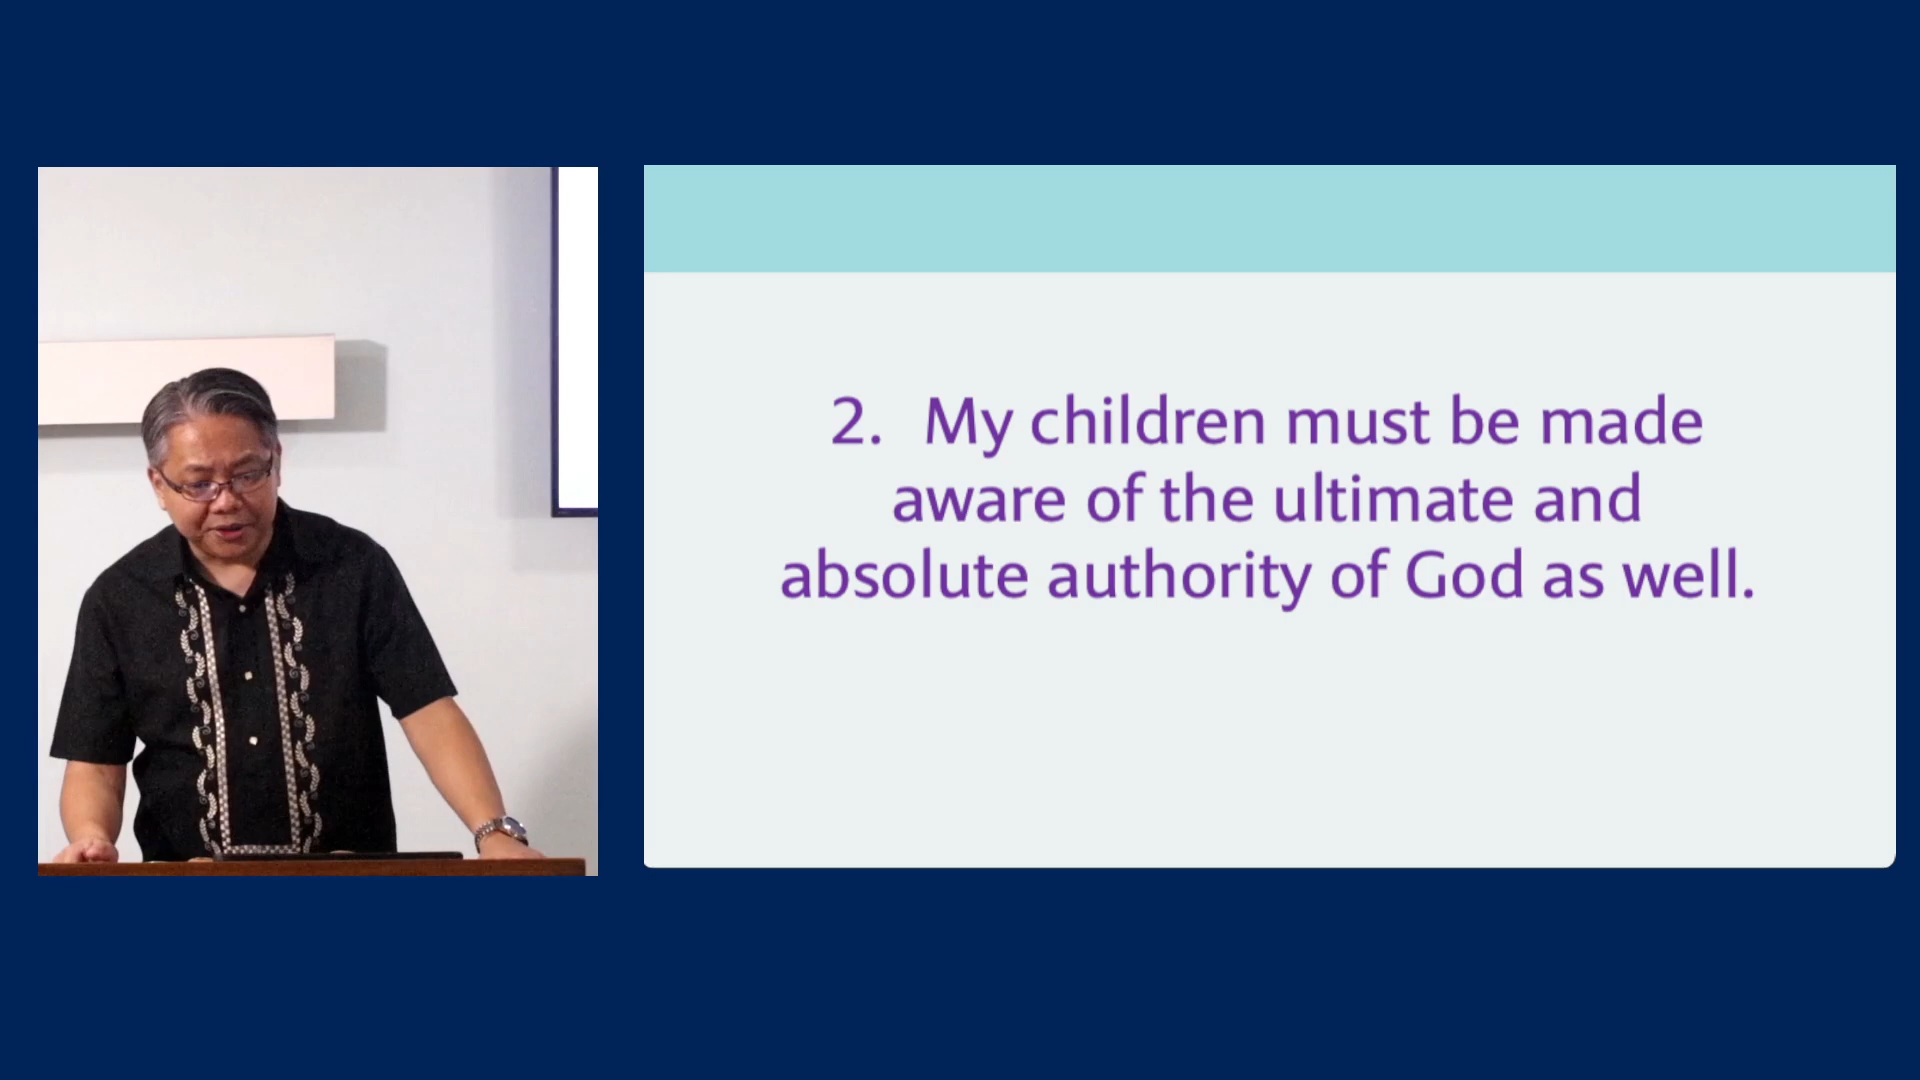 2. My children must be made
aware of the ultimate and
absolute authority of God as well.